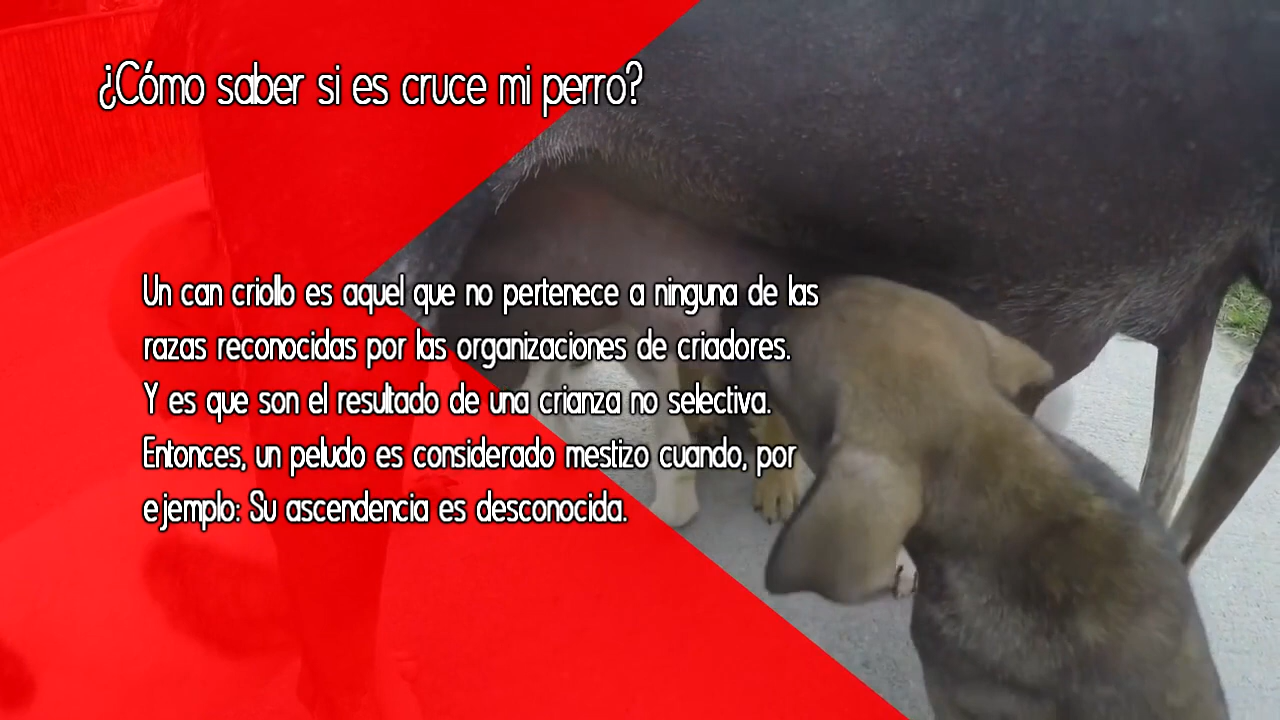 ¿Cómo saber si es cruce mi perro?
Un can criollo es aquel que no pertenece a ninguna de las
razas reconocidas por las organizaciones de criadores.
Y es que son el resultado de una crianza no selectiva.
Entonces, un peludo es considerado mestizo cuando, por
ejemplo: Su ascendencia es desconocida.